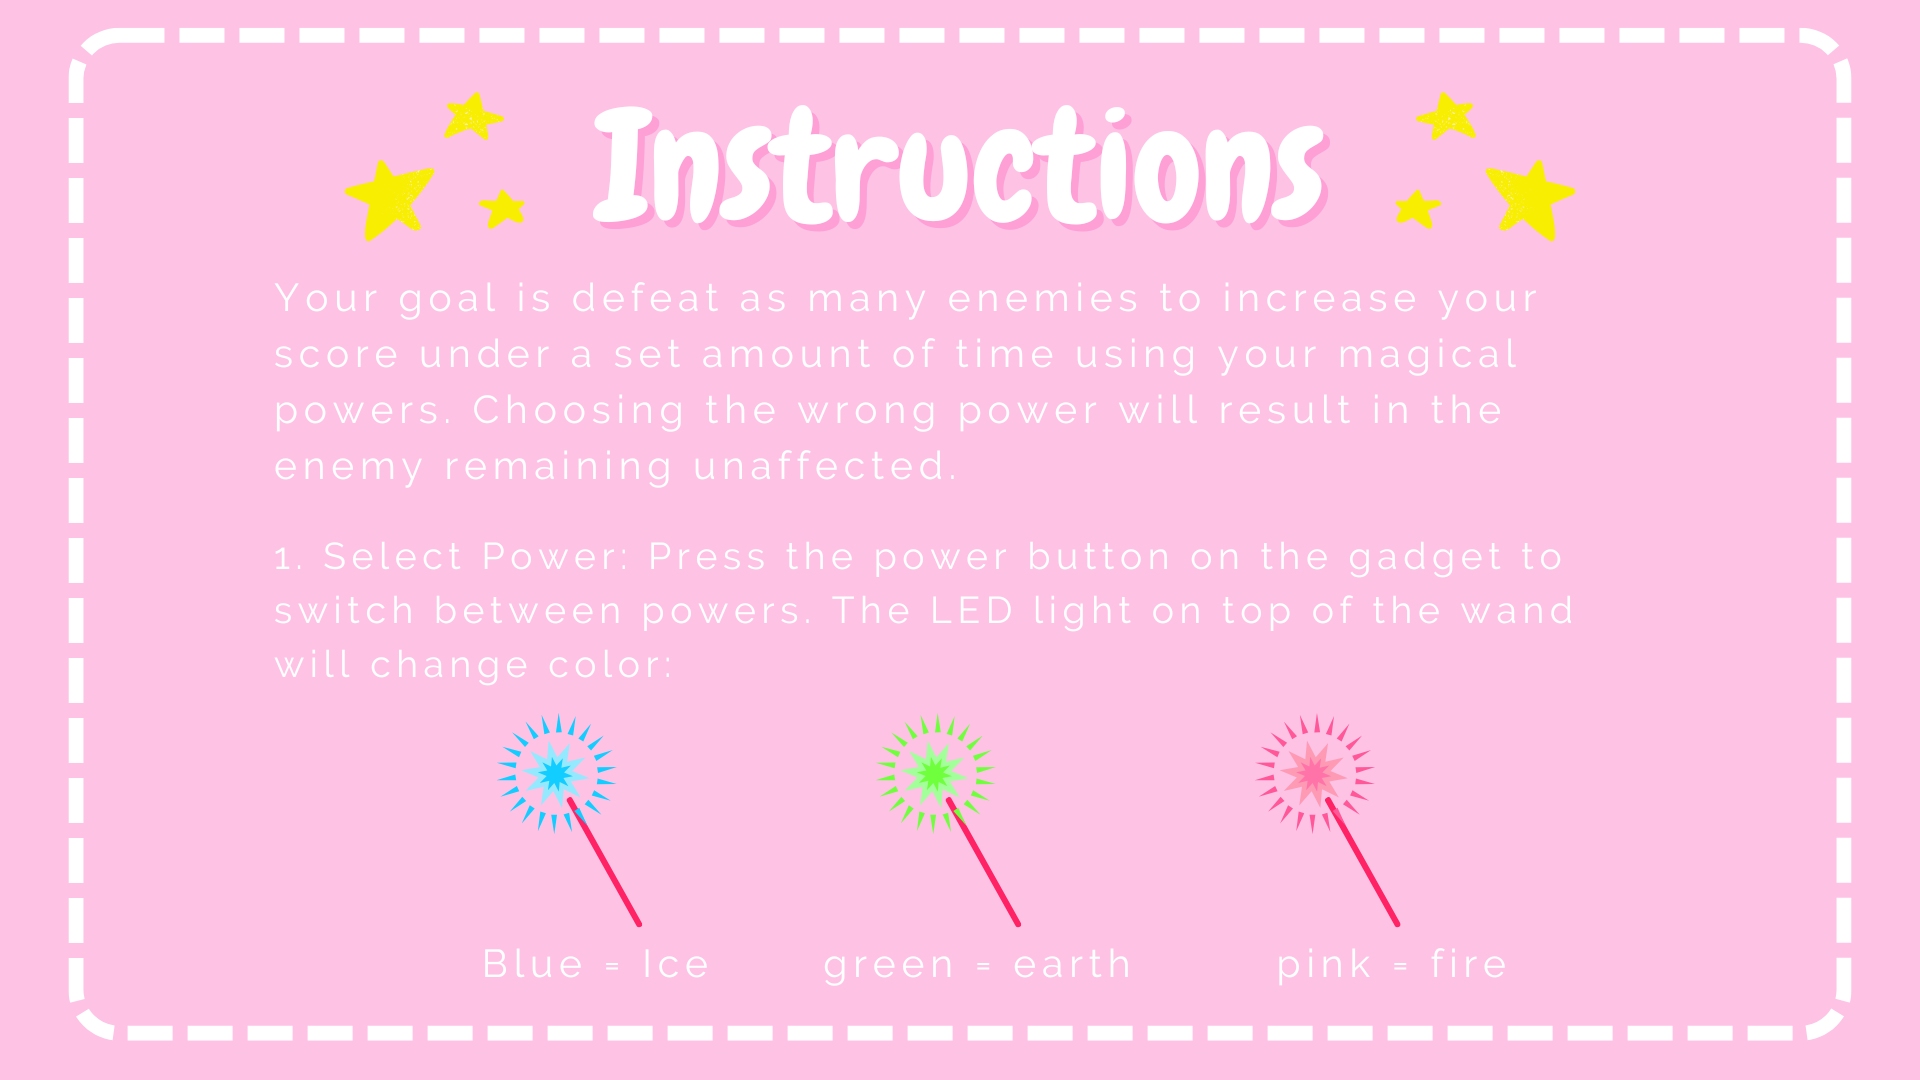 Instructions
Your goal is defeat as many enemies to increase your
score under a set amount of time using your magical
powers. Choosing the wrong power will result in the
enemy remaining unaffected.
1. Select Power: Press the power button on the gadget to
switch between powers. The LED light on top of the wand
will change color:
Blue = Ice
green = earth
pink = fire